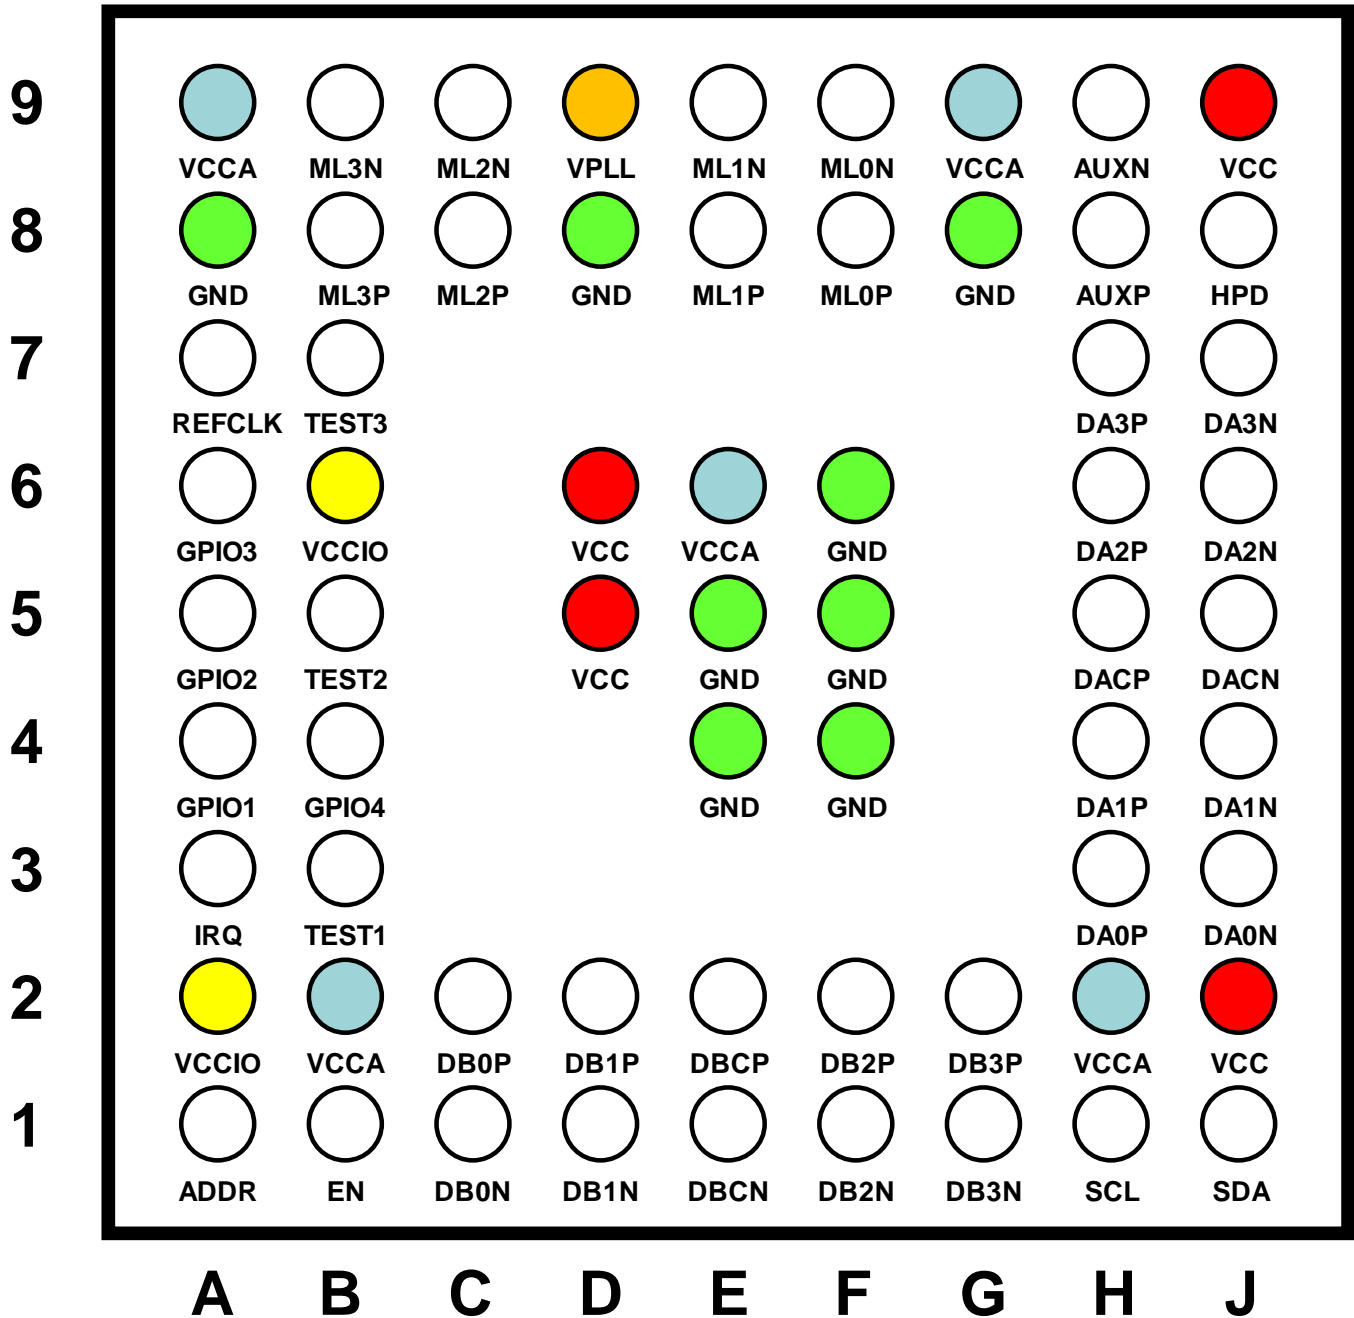 9
VCCA ML3N ML2N VPLL ML1N ML0N VCCA AUXN VCC
8
GND ML3P ML2P GND ML1P ML0P GND AUXP HPD
7
REFCLK TEST3 DA3P DA3N
6
GPIO3 VCCIO VCC VCCA GND DA2P DA2N
5
GPIO2 TEST2 VCC GND GND DACP DACN
4
GPIO1 GPIO4 GND GND DA1P DA1N
3
IRQ TEST1 DA0P DA0N
2
VCCIO VCCA DB0P DB1P DBCP DB2P DB3P VCCA VCC
1
ADDR EN DB0N DB1N DBCN DB2N DB3N SCL SDA
A B C D E F G H J